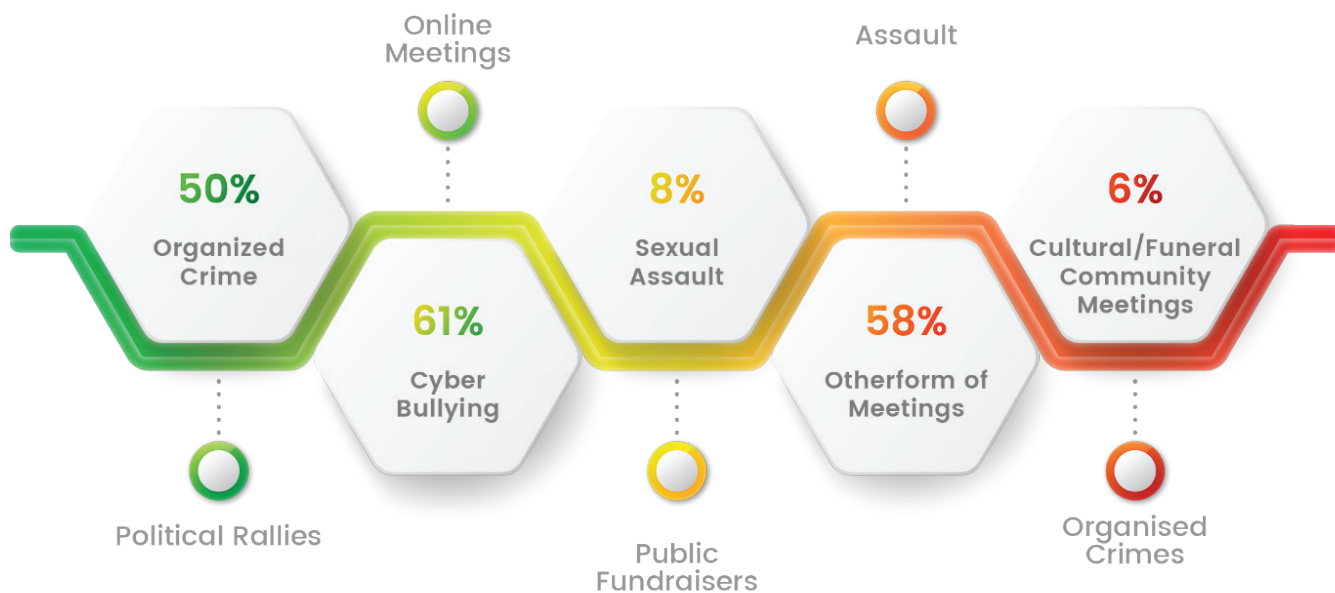 Online
Meetings
Assault
50%
Organized
Crime
8%
Sexual
Assault
6%
Cultural/Funeral
Community
Meetings
61%
Cyber
Bullying
58%
Otherform of
Meetings
Political Rallies
Public
Fundraisers
Organised
Crimes